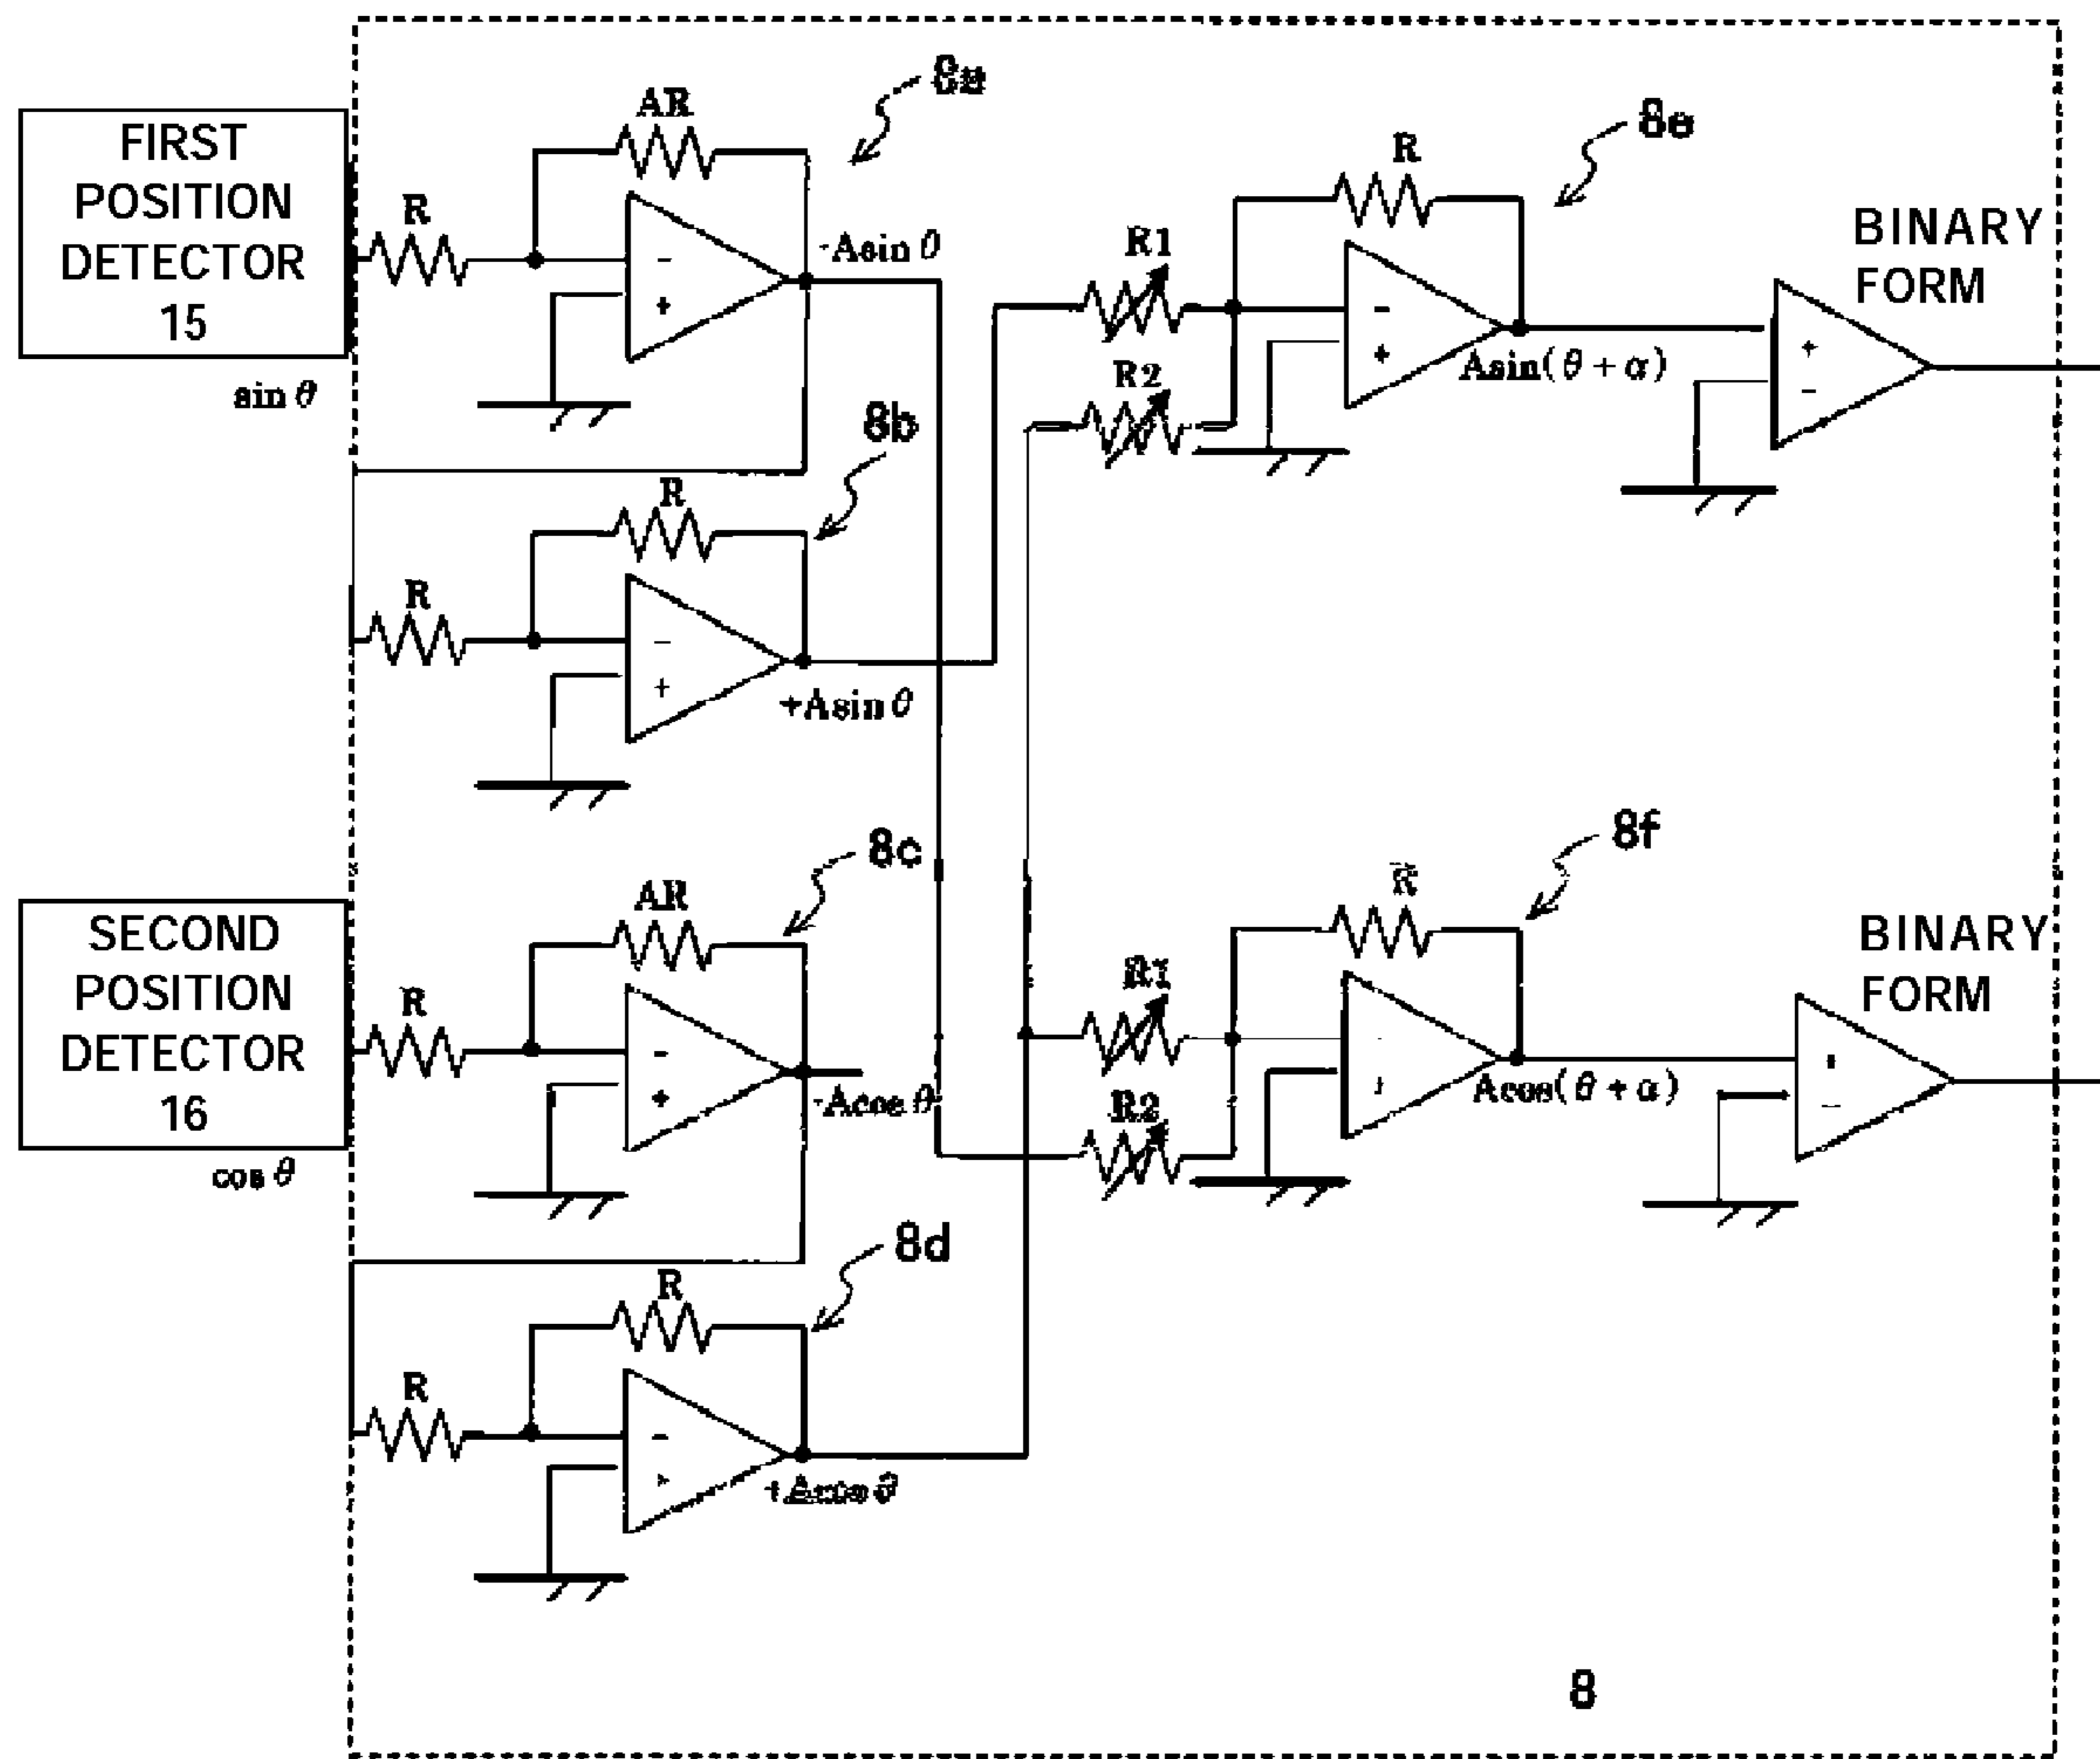 FIRST
POSITION
DETECTOR
15
sin θ
R
AR
8a
-
+
-Asin θ
R
R
8b
-
+
+Asin θ
SECOND
POSITION
DETECTOR
16
cos θ
R
AR
8c
-
+
-Acos θ
R
R
8d
-
+Acos θ
R1
R2
R
8e
-
+
Asin(θ + α)
BINARY
FORM
+
-
R1
R2
R
8f
Acos(θ + α)
BINARY
FORM
-
8